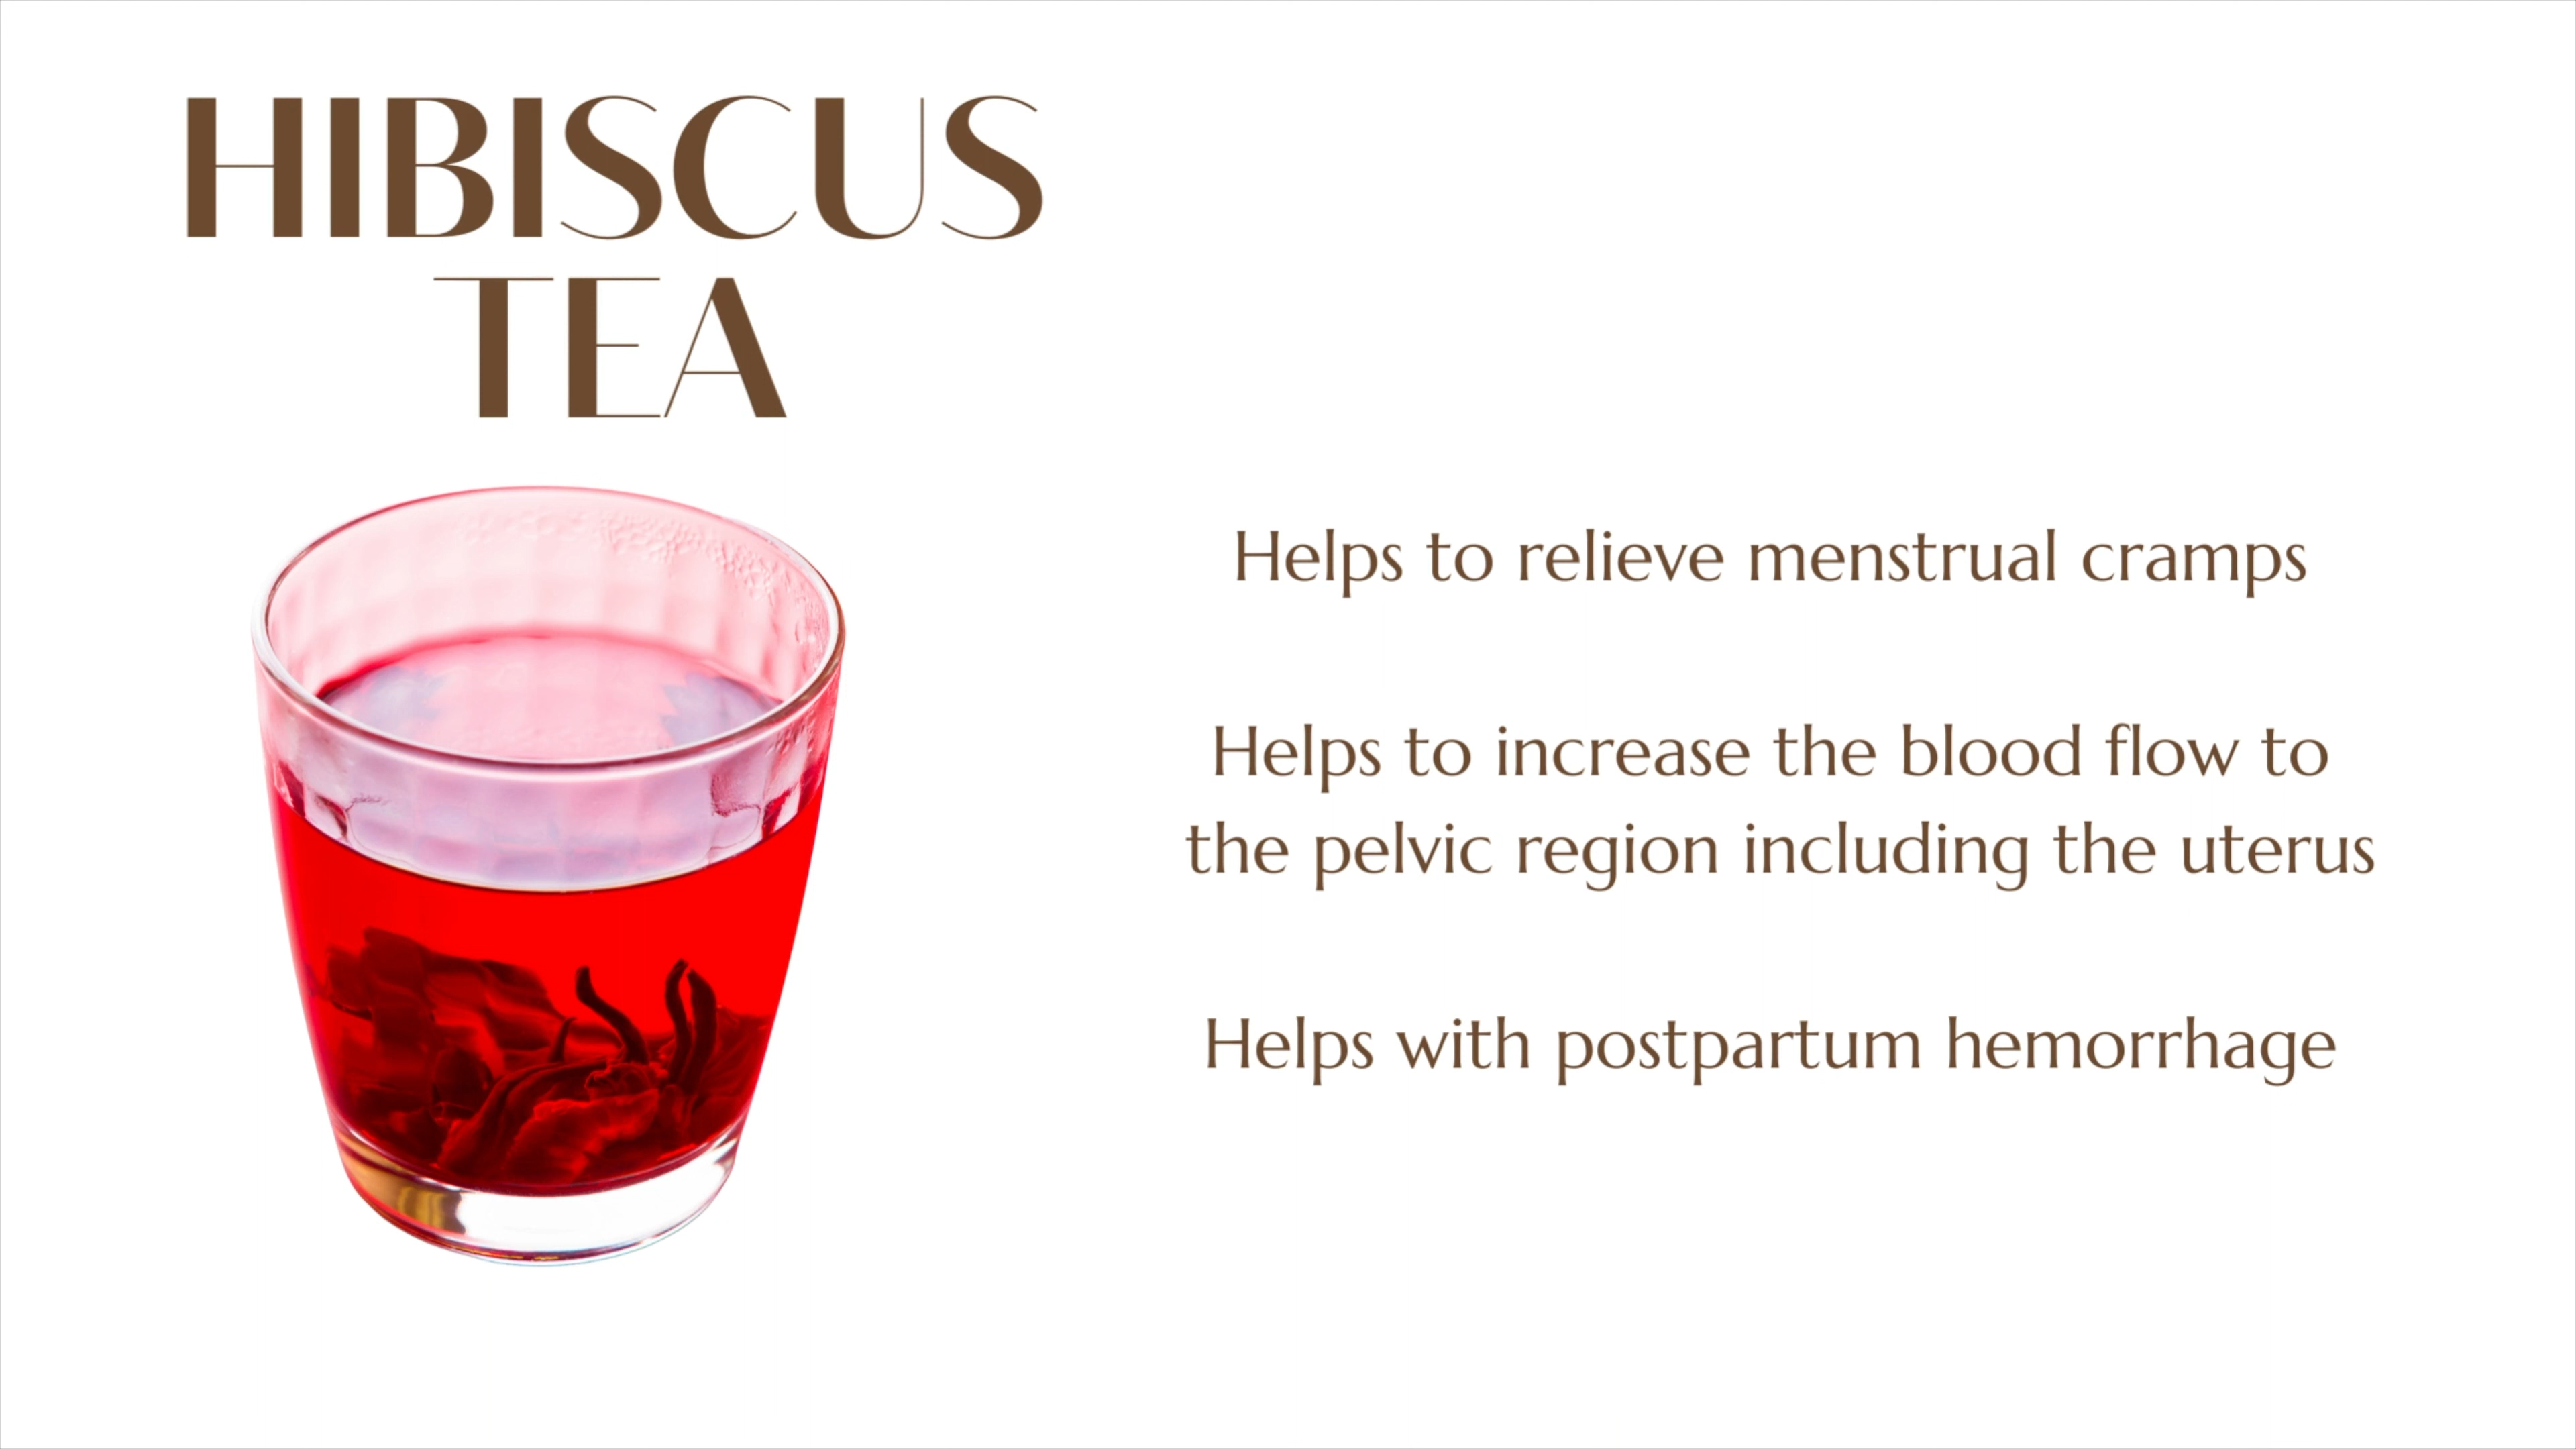 HIBISCUS
TEA
Helps to relieve menstrual cramps
Helps to increase the blood flow to
the pelvic region including the uterus
Helps with postpartum hemorrhage